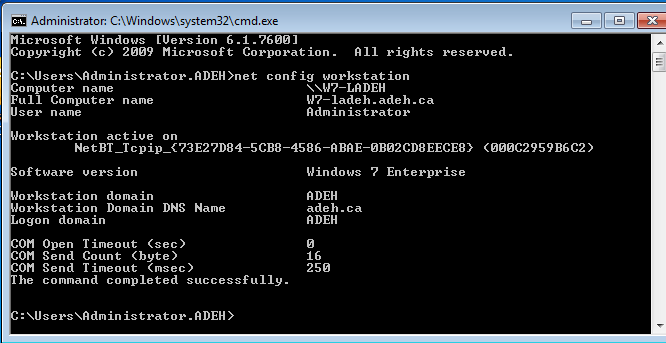 Administrator: C:\Windows\system32\cmd.exe
Microsoft Windows [Version 6.1.7600]
Copyright (c) 2009 Microsoft Corporation.  All rights reserved.
C:\Users\Administrator.ADEH>net config workstation
Computer name                        \\W7-LADEH
Full Computer name                   W7-ladeh.adeh.ca
User name                            Administrator
Workstation active on
        NetBT_Tcpip_{73E27D84-5CB8-4586-ABAE-0B02CD8EECE8} (000C2959B6C2)
Software version                     Windows 7 Enterprise
Workstation domain                   ADEH
Workstation Domain DNS Name          adeh.ca
Logon domain                         ADEH
COM Open Timeout (sec)               0
COM Send Count (byte)                16
COM Send Timeout (msec)              250
The command completed successfully.
C:\Users\Administrator.ADEH>